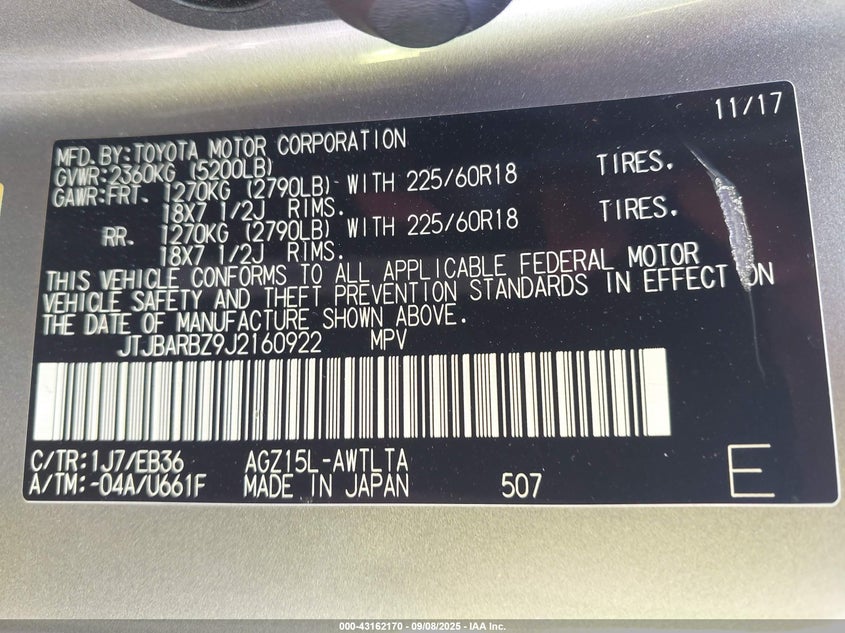 11/17
MFD.BY:TOYOTA MOTOR CORPORATION
GVWR:2360KG (5200LB)
GAWR:FRT. 1270KG (2790LB) WITH 225/60R18 TIRES.
18X7 1/2J RIMS.
RR. 1270KG (2790LB) WITH 225/60R18 TIRES.
18X7 1/2J RIMS.
THIS VEHICLE CONFORMS TO ALL APPLICABLE FEDERAL MOTOR
VEHICLE SAFETY AND THEFT PREVENTION STANDARDS IN EFFECT ON
THE DATE OF MANUFACTURE SHOWN ABOVE.
JTJBARBZ9J2160922 MPV
C/TR:1J7/EB36 AGZ15L-AWTLTA
A/TM:-04A/U661F MADE IN JAPAN 507 E
000-43162170 - 09/08/2025 - IAA Inc.